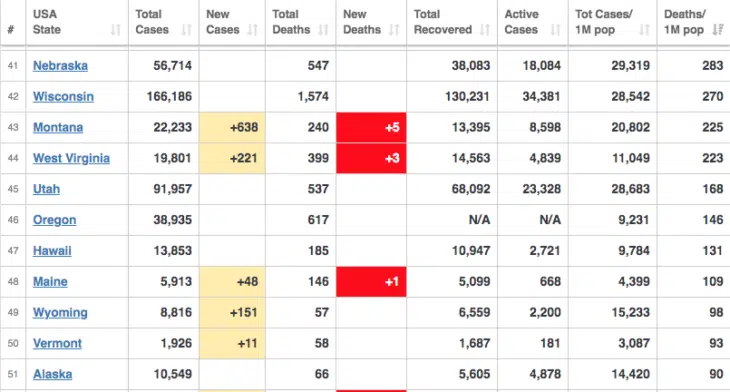 # USA State Total Cases New Cases Total Deaths New Deaths Total Recovered Active Cases Tot Cases/ 1M pop Deaths/ 1M pop
41 Nebraska 56,714 547 38,083 18,084 29,319 283
42 Wisconsin 166,186 1,574 130,231 34,381 28,542 270
43 Montana 22,233 +638 240 +5 13,395 8,598 20,802 225
44 West Virginia 19,801 +221 399 +3 14,563 4,839 11,049 223
45 Utah 91,957 537 68,092 23,328 28,683 168
46 Oregon 38,935 617 N/A N/A 9,231 146
47 Hawaii 13,853 185 10,947 2,721 9,784 131
48 Maine 5,913 +48 146 +1 5,099 668 4,399 109
49 Wyoming 8,816 +151 57 6,559 2,200 15,233 98
50 Vermont 1,926 +11 58 1,687 181 3,087 93
51 Alaska 10,549 66 5,605 4,878 14,420 90